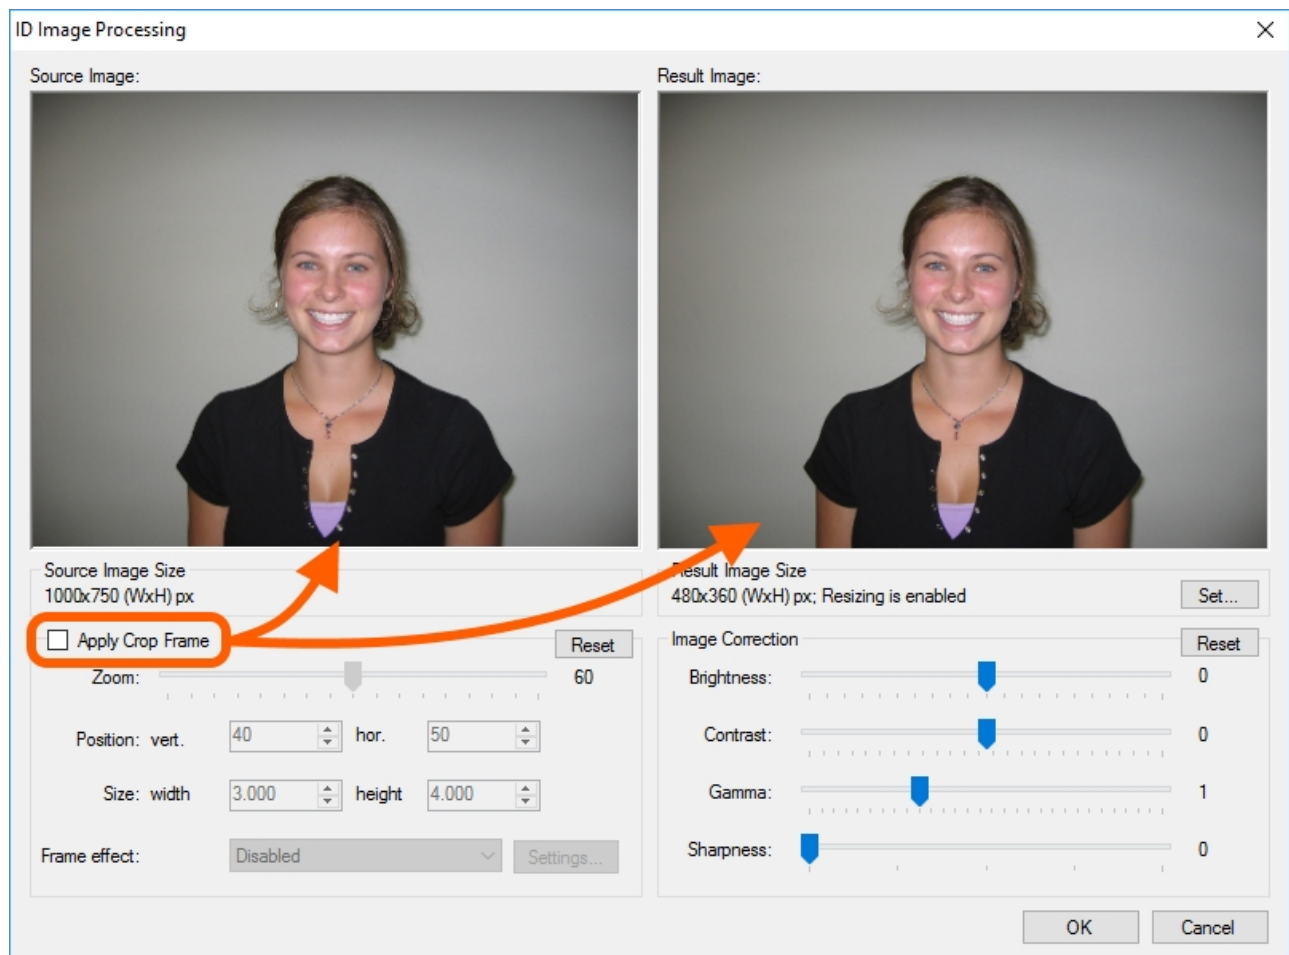 ID Image Processing
Source Image:
Result Image:
Source Image Size
1000x750 (WxH) px
Result Image Size
480x360 (WxH) px; Resizing is enabled
Set...
Apply Crop Frame
Reset
Zoom:
60
Position: vert.
40
hor.
50
Size: width
3.000
height
4.000
Frame effect:
Disabled
Settings...
Image Correction
Reset
Brightness:
0
Contrast:
0
Gamma:
1
Sharpness:
0
OK
Cancel